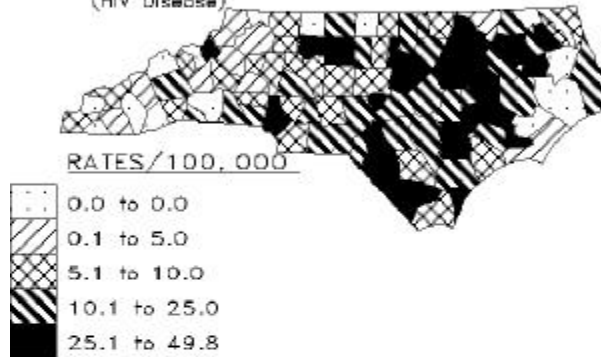 (HIV Disease)
RATES/100,000
0.0 to 0.0
0.1 to 5.0
5.1 to 10.0
10.1 to 25.0
25.1 to 49.8